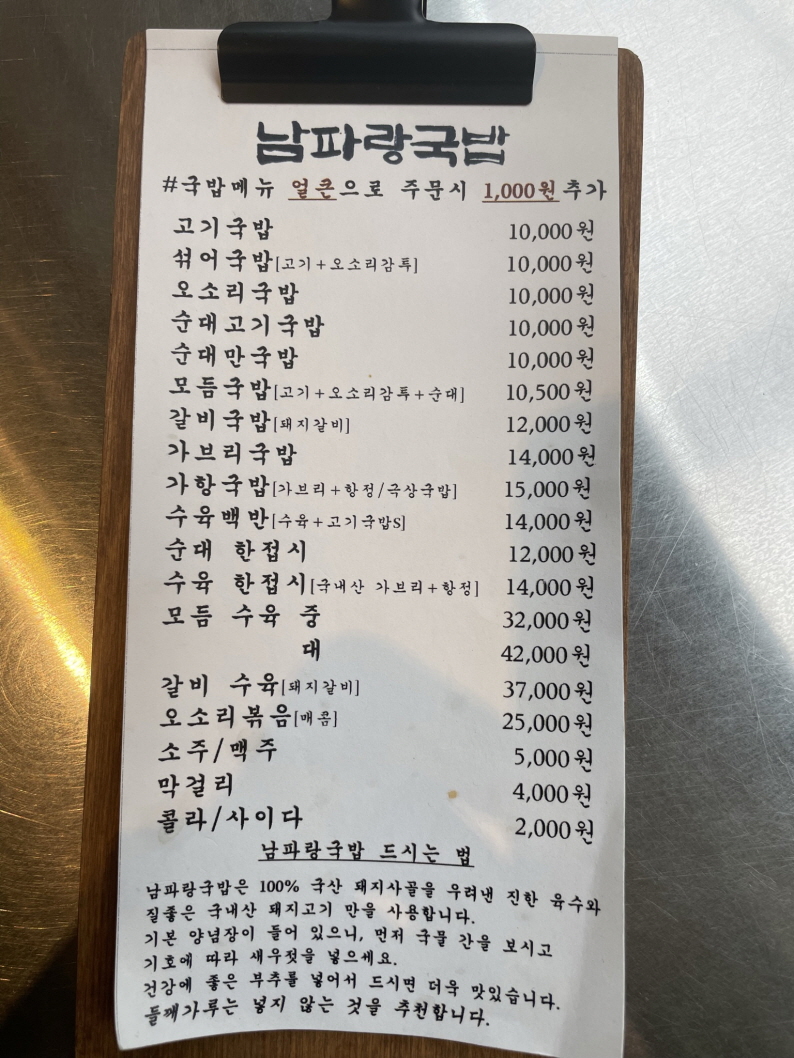 남파랑국밥
#국밥메뉴 얼큰으로 주문시 1,000원 추가
고기국밥 10,000원
섞어국밥[고기+오소리감투] 10,000원
오소리국밥 10,000원
순대고기국밥 10,000원
순대만국밥 10,000원
모듬국밥[고기+오소리감투+순대] 10,500원
갈비국밥[돼지갈비] 12,000원
가브리국밥 14,000원
가항국밥[가브리+항정/극상국밥] 15,000원
수육백반[수육+고기국밥S] 14,000원
순대 한접시 12,000원
수육 한접시[국내산 가브리+항정] 14,000원
모듬 수육 중 32,000원
대 42,000원
갈비 수육[돼지갈비] 37,000원
오소리볶음[매콤] 25,000원
소주/맥주 5,000원
막걸리 4,000원
콜라/사이다 2,000원
남파랑국밥 드시는 법
남파랑국밥은 100% 국산 돼지사골을 우려낸 진한 육수와
질좋은 국내산 돼지고기 만을 사용합니다.
기본 양념장이 들어 있으니, 먼저 국물 간을 보시고
기호에 따라 새우젓을 넣으세요.
건강에 좋은 부추를 넣어서 드시면 더욱 맛있습니다.
들깨가루는 넣지 않는 것을 추천합니다.